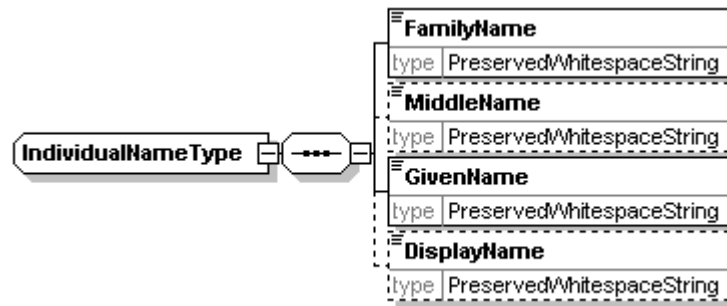 FamilyName
type PreservedWhitespaceString
MiddleName
type PreservedWhitespaceString
IndividualNameType
GivenName
type PreservedWhitespaceString
DisplayName
type PreservedWhitespaceString